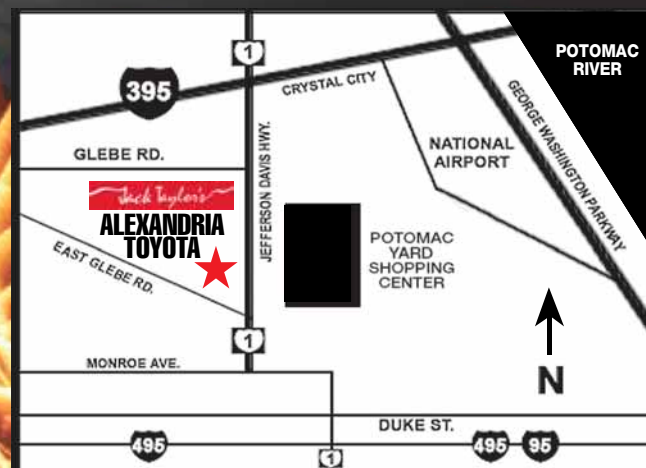 1
POTOMAC
RIVER
395
CRYSTAL CITY
GEORGE WASHINGTON PARKWAY
GLEBE RD.
JEFFERSON DAVIS HWY.
NATIONAL
AIRPORT
Jack Taylor's
ALEXANDRIA
TOYOTA
EAST GLEBE RD.
POTOMAC
YARD
SHOPPING
CENTER
1
MONROE AVE.
N
DUKE ST.
495
1
495
95